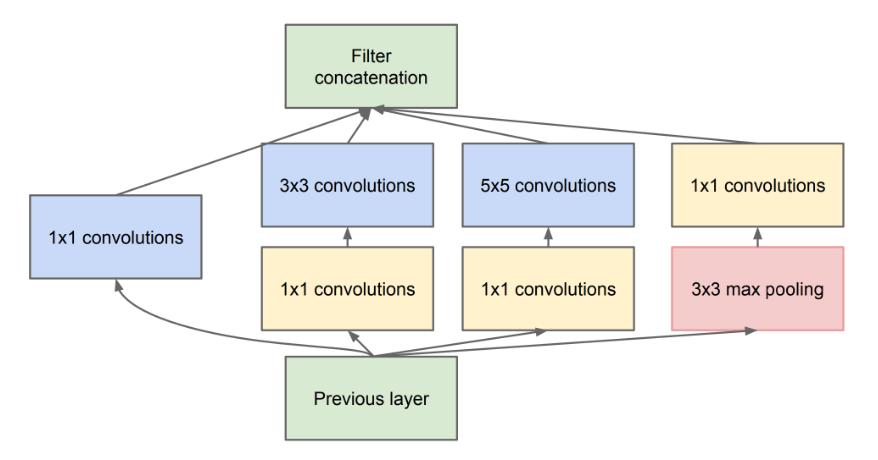 Filter
concatenation
3x3 convolutions
5x5 convolutions
1x1 convolutions
1x1 convolutions
1x1 convolutions
1x1 convolutions
3x3 max pooling
Previous layer